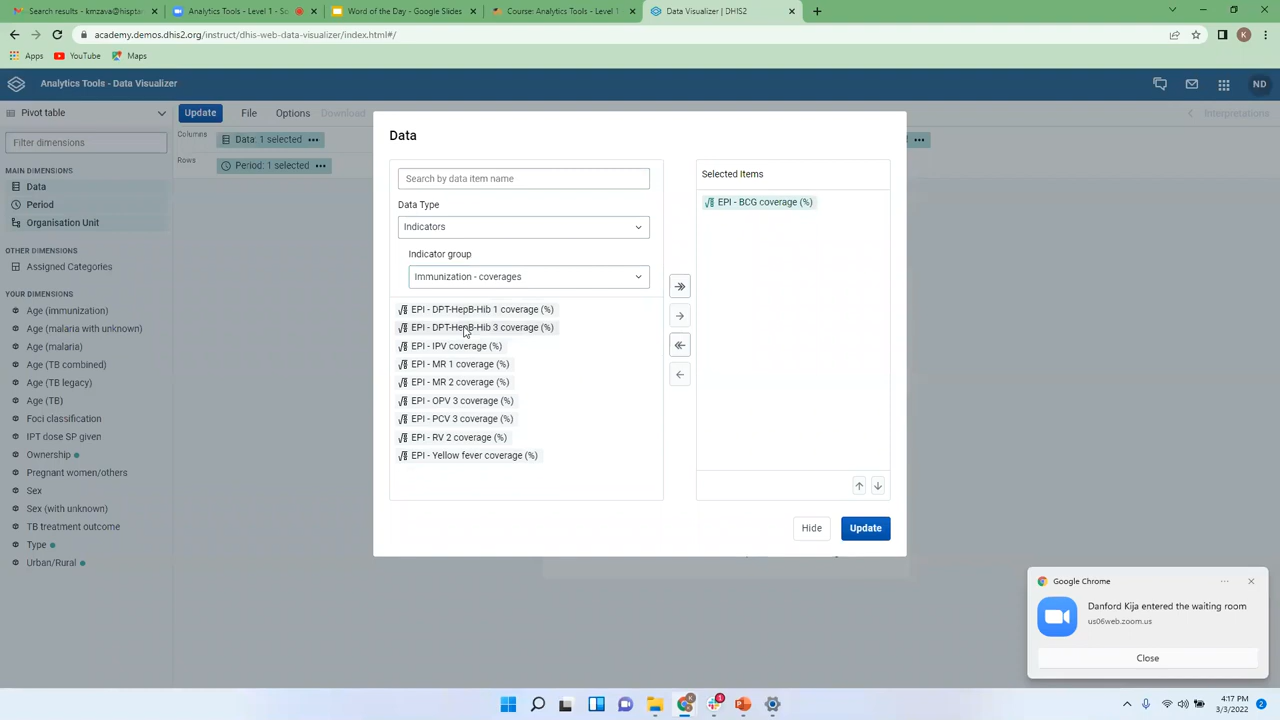 Search results - kmzava@hisptan
Analytics Tools - Level 1 - S
Word of the Day - Google Slides
Course: Analytics Tools - Level 1
Data Visualizer | DHIS2
academy.demos.dhis2.org/instruct/dhis-web-data-visualizer/index.html#/
K
Apps
YouTube
Maps
Analytics Tools - Data Visualizer
ND
Pivot table
Update
File
Options
Download
Interpretations
Filter dimensions
Columns
Data: 1 selected
Rows
Period: 1 selected
MAIN DIMENSIONS
Data
Period
Organisation Unit
OTHER DIMENSIONS
Assigned Categories
YOUR DIMENSIONS
Age (immunization)
Age (malaria with unknown)
Age (malaria)
Age (TB combined)
Age (TB legacy)
Age (TB)
Foci classification
IPT dose SP given
Ownership
Pregnant women/others
Sex
Sex (with unknown)
TB treatment outcome
Type
Urban/Rural
Data
Search by data item name
Data Type
Indicators
Indicator group
Immunization - coverages
EPI - DPT-HepB-Hib 1 coverage (%)
EPI - DPT-HepB-Hib 3 coverage (%)
EPI - IPV coverage (%)
EPI - MR 1 coverage (%)
EPI - MR 2 coverage (%)
EPI - OPV 3 coverage (%)
EPI - PCV 3 coverage (%)
EPI - RV 2 coverage (%)
EPI - Yellow fever coverage (%)
Selected Items
EPI - BCG coverage (%)
Hide
Update
Google Chrome
Danford Kija entered the waiting room
us06web.zoom.us
Close
4:17 PM
3/3/2022